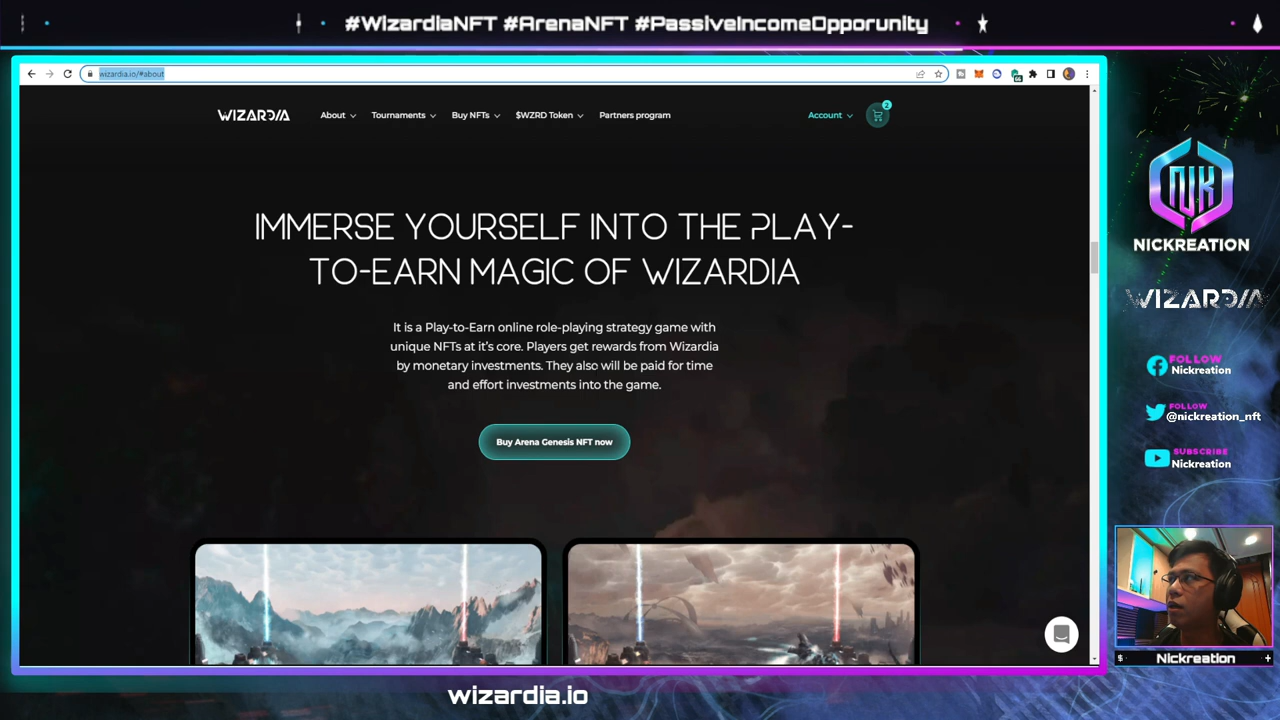 #WizardiaNFT #ArenaNFT #PassiveIncomeOpporunity
wizardia.io/#about
WIZARDIA
About
Tournaments
Buy NFTs
$WZRD Token
Partners program
Account
2
IMMERSE YOURSELF INTO THE PLAY-
TO-EARN MAGIC OF WIZARDIA
It is a Play-to-Earn online role-playing strategy game with
unique NFTs at it's core. Players get rewards from Wizardia
by monetary investments. They also will be paid for time
and effort investments into the game.
Buy Arena Genesis NFT now
NIK
NICKREATION
WIZARDIA
FOLLOW
Nickreation
FOLLOW
@nickreation_nft
SUBSCRIBE
Nickreation
Nickreation
wizardia.io